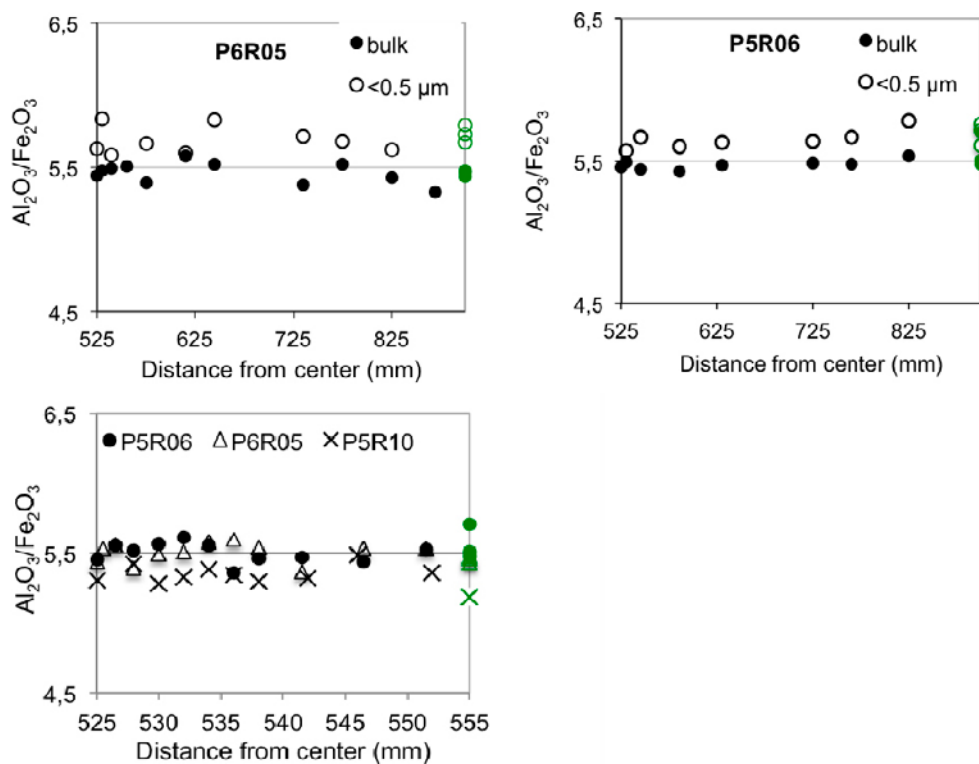 6,5
P6R05
bulk
<0.5 µm
Al₂O₃/Fe₂O₃
5,5
4,5
525 625 725 825
Distance from center (mm)
6,5
P5R06
bulk
<0.5 µm
Al₂O₃/Fe₂O₃
5,5
4,5
525 625 725 825
Distance from center (mm)
6,5
P5R06 P6R05 P5R10
Al₂O₃/Fe₂O₃
5,5
4,5
525 530 535 540 545 550 555
Distance from center (mm)